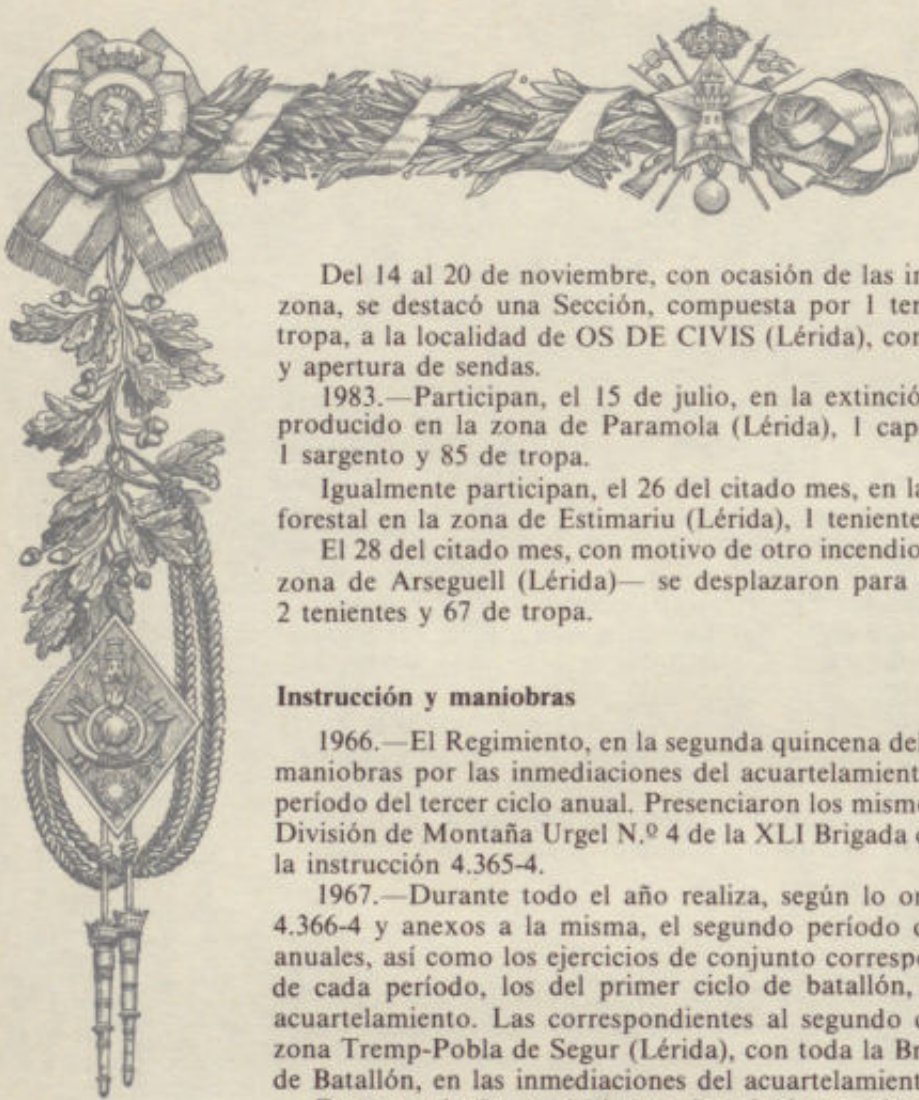 Del 14 al 20 de noviembre, con ocasión de las in
zona, se destacó una Sección, compuesta por 1 ten
tropa, a la localidad de OS DE CIVIS (Lérida), con
y apertura de sendas.
1983.—Participan, el 15 de julio, en la extinció
producido en la zona de Paramola (Lérida), 1 cap
1 sargento y 85 de tropa.
Igualmente participan, el 26 del citado mes, en la
forestal en la zona de Estimariu (Lérida), 1 teniente
El 28 del citado mes, con motivo de otro incendio
zona de Arseguell (Lérida)— se desplazaron para
2 tenientes y 67 de tropa.
Instrucción y maniobras
1966.—El Regimiento, en la segunda quincena del
maniobras por las inmediaciones del acuartelamient
período del tercer ciclo anual. Presenciaron los mism
División de Montaña Urgel N.º 4 de la XLI Brigada
la instrucción 4.365-4.
1967.—Durante todo el año realiza, según lo or
4.366-4 y anexos a la misma, el segundo período
anuales, así como los ejercicios de conjunto corresp
de cada período, los del primer ciclo de batallón,
acuartelamiento. Las correspondientes al segundo
zona Tremp-Pobla de Segur (Lérida), con toda la Br
de Batallón, en las inmediaciones del acuartelamient